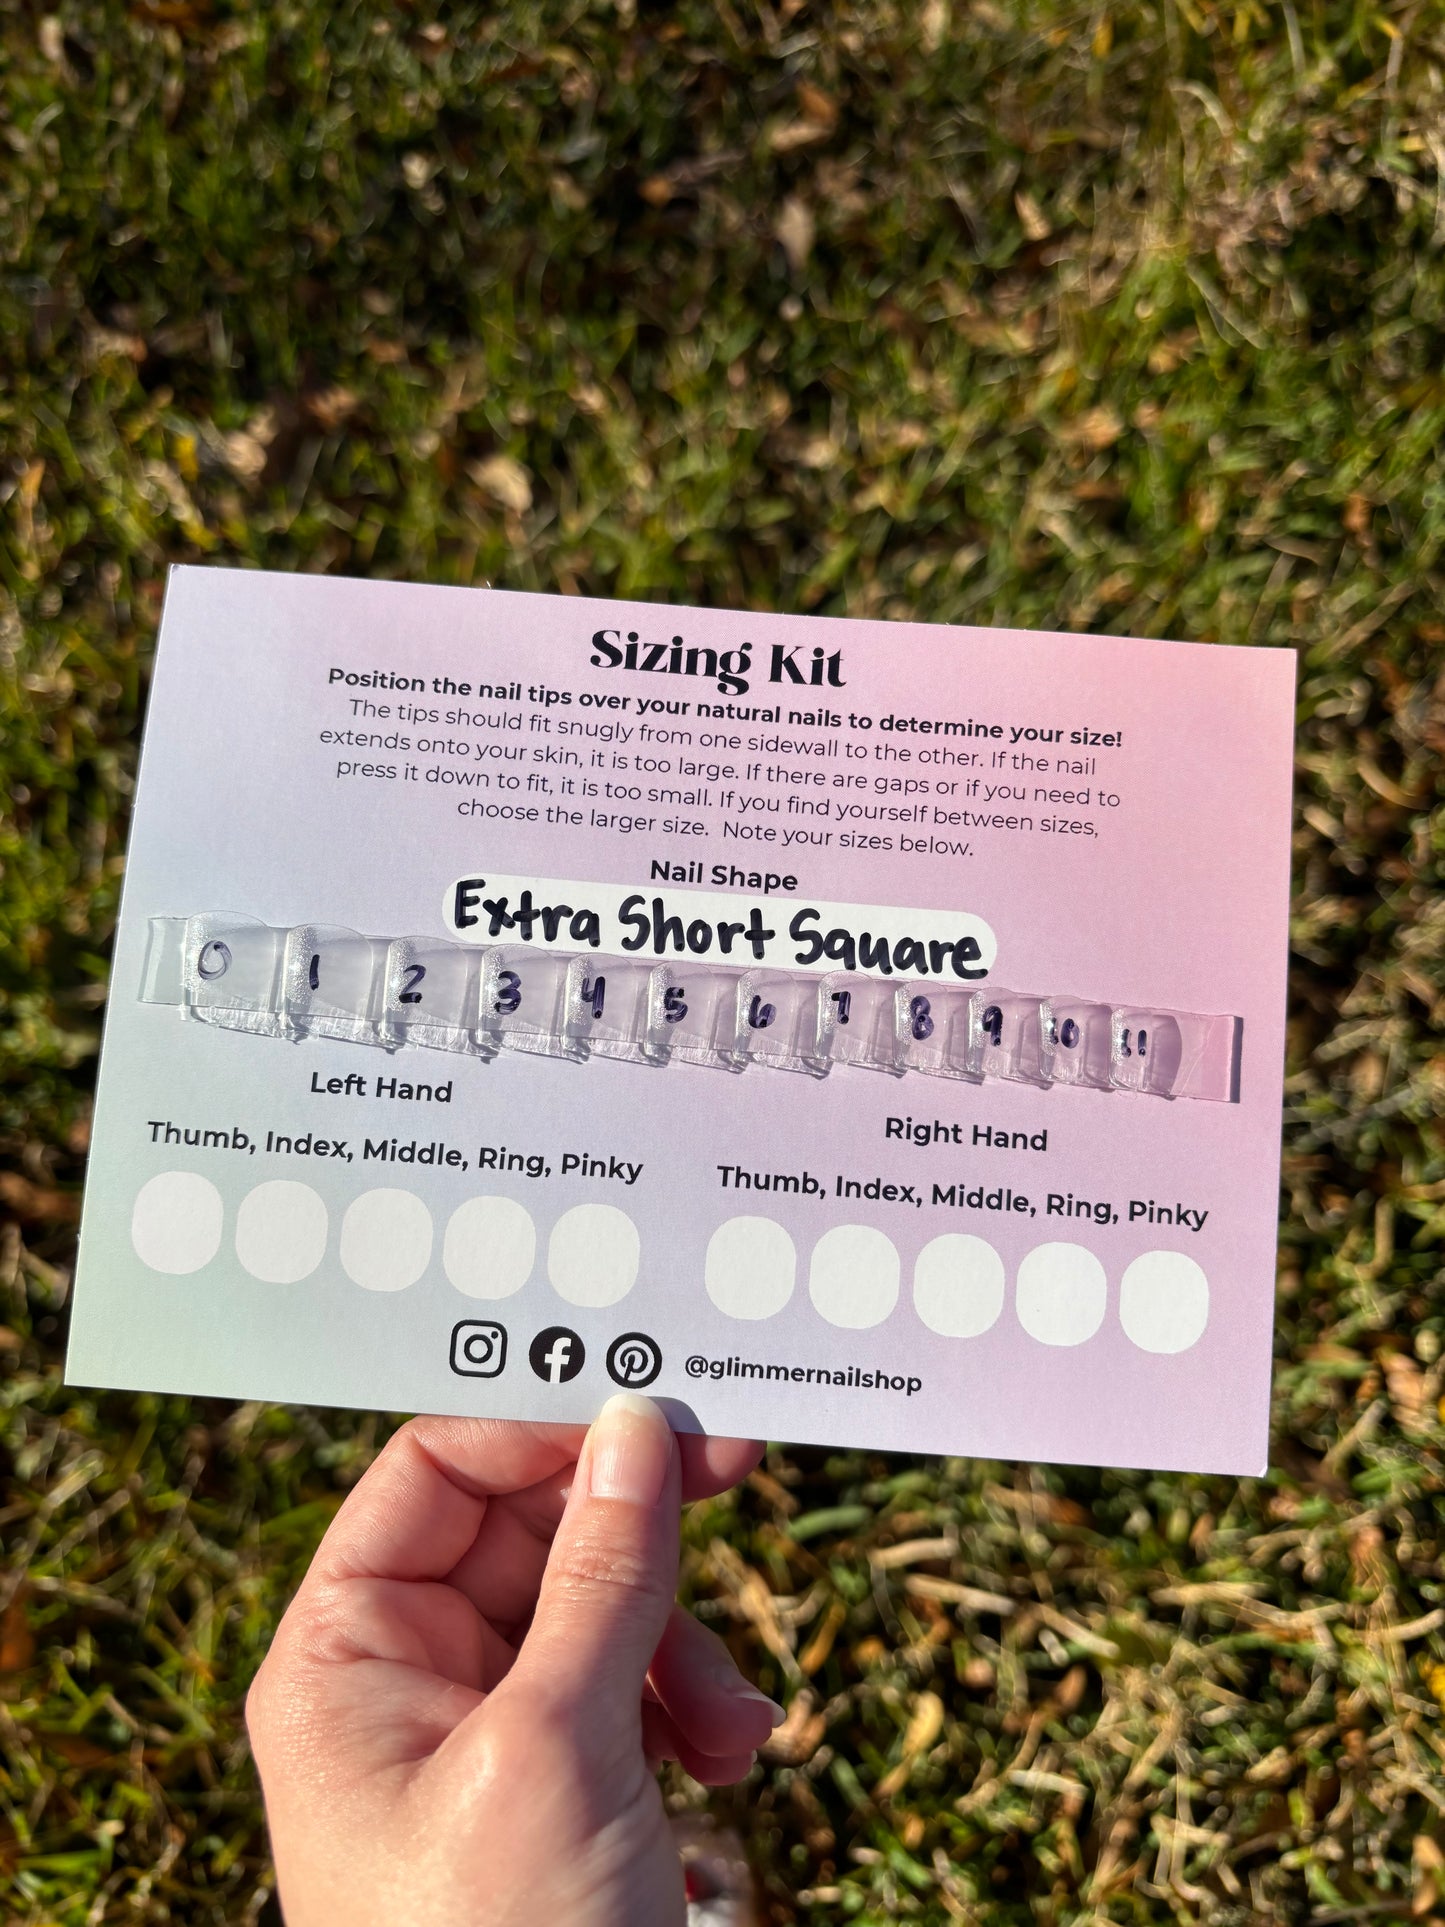 Sizing Kit
Position the nail tips over your natural nails to determine your size!
The tips should fit snugly from one sidewall to the other. If the nail
extends onto your skin, it is too large. If there are gaps or if you need to
press it down to fit, it is too small. If you find yourself between sizes,
choose the larger size. Note your sizes below.
Nail Shape
Extra Short Square
0 1 2 3 4 5 6 7 8 9 10 11
Left Hand
Thumb, Index, Middle, Ring, Pinky
Right Hand
Thumb, Index, Middle, Ring, Pinky
@glimmernailshop